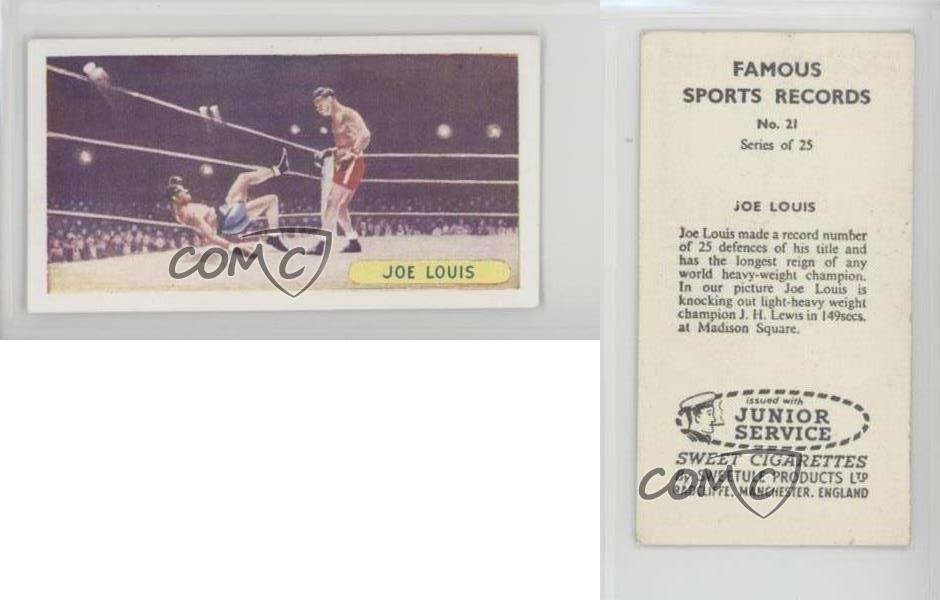 JOE LOUIS
COMC
FAMOUS
SPORTS RECORDS
No. 21
Series of 25
JOE LOUIS
Joe Louis made a record number
of 25 defences of his title and
has the longest reign of any
world heavy-weight champion.
In our picture Joe Louis is
knocking out light-heavy weight
champion J. H. Lewis in 149secs.
at Madison Square.
issued with
JUNIOR
SERVICE
SWEET CIGARETTES
BY SWEETULE PRODUCTS LTD
RADCLIFFE, MANCHESTER, ENGLAND
COMC